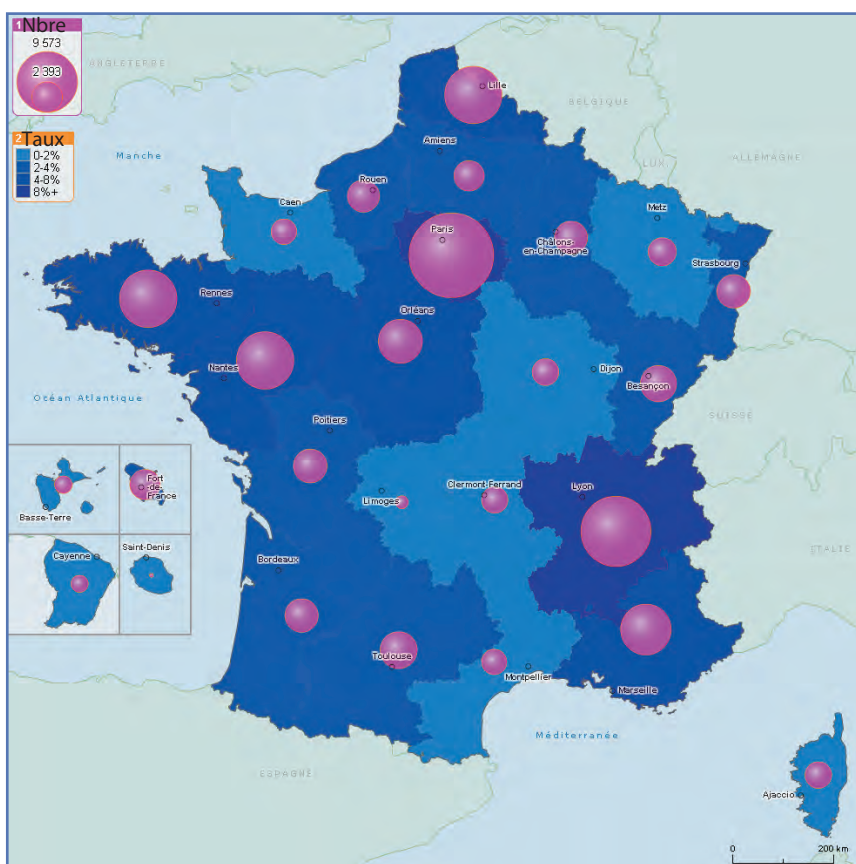 1 Nbre
9 573
2 393
2 Taux
0-2%
2-4%
4-8%
8%+
ANGLETERRE
Lille
BELGIQUE
Amiens
Manche
LUX
ALLEMAGNE
Rouen
Caen
Metz
Paris
Châlons-
en-Champagne
Strasbourg
Rennes
Orléans
Nantes
Dijon
Besançon
Océan Atlantique
SUISSE
Poitiers
Fort
-de-
France
Basse-Terre
Limoges
Clermont-Ferrand
Lyon
Cayenne
Saint-Denis
ITALIE
Bordeaux
Toulouse
Montpellier
Marseille
Méditerranée
ESPAGNE
Ajaccio
0
200 km